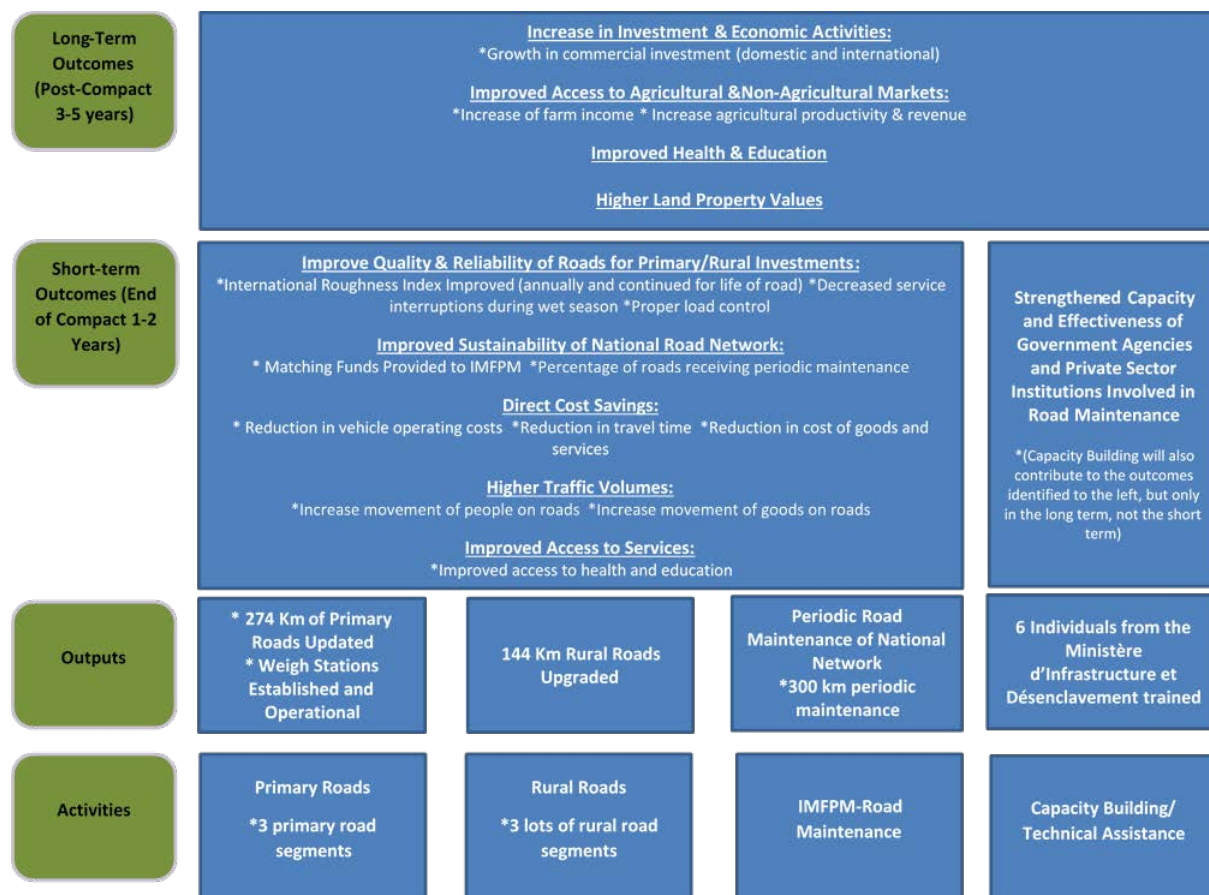 Long-Term
Outcomes
(Post-Compact
3-5 years)
Increase in Investment & Economic Activities:
*Growth in commercial investment (domestic and international)
Improved Access to Agricultural &Non-Agricultural Markets:
*Increase of farm income * Increase agricultural productivity & revenue
Improved Health & Education
Higher Land Property Values
Short-term
Outcomes (End
of Compact 1-2
Years)
Improve Quality & Reliability of Roads for Primary/Rural Investments:
*International Roughness Index Improved (annually and continued for life of road) *Decreased service
interruptions during wet season *Proper load control
Improved Sustainability of National Road Network:
* Matching Funds Provided to IMFPM *Percentage of roads receiving periodic maintenance
Direct Cost Savings:
* Reduction in vehicle operating costs *Reduction in travel time *Reduction in cost of goods and
services
Higher Traffic Volumes:
*Increase movement of people on roads *Increase movement of goods on roads
Improved Access to Services:
*Improved access to health and education
Strengthened Capacity
and Effectiveness of
Government Agencies
and Private Sector
Institutions Involved in
Road Maintenance
*(Capacity Building will also
contribute to the outcomes
identified to the left, but only
in the long term, not the short
term)
Outputs
* 274 Km of Primary
Roads Updated
* Weigh Stations
Established and
Operational
144 Km Rural Roads
Upgraded
Periodic Road
Maintenance of National
Network
*300 km periodic
maintenance
6 Individuals from the
Ministère
d'Infrastructure et
Désenclavement trained
Activities
Primary Roads
*3 primary road
segments
Rural Roads
*3 lots of rural road
segments
IMFPM-Road
Maintenance
Capacity Building/
Technical Assistance